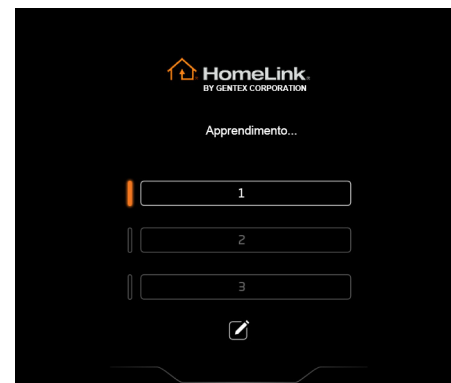 HomeLink.
BY GENTEX CORPORATION
Apprendimento...
1
2
3